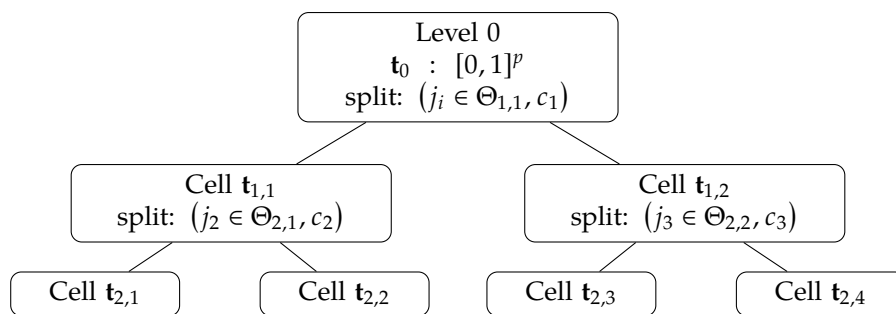 Level 0
t₀ : [0, 1]ᵖ
split: (jᵢ ∈ Θ₁,₁, c₁)
Cell t₁,₁
split: (j₂ ∈ Θ₂,₁, c₂)
Cell t₁,₂
split: (j₃ ∈ Θ₂,₂, c₃)
Cell t₂,₁
Cell t₂,₂
Cell t₂,₃
Cell t₂,₄